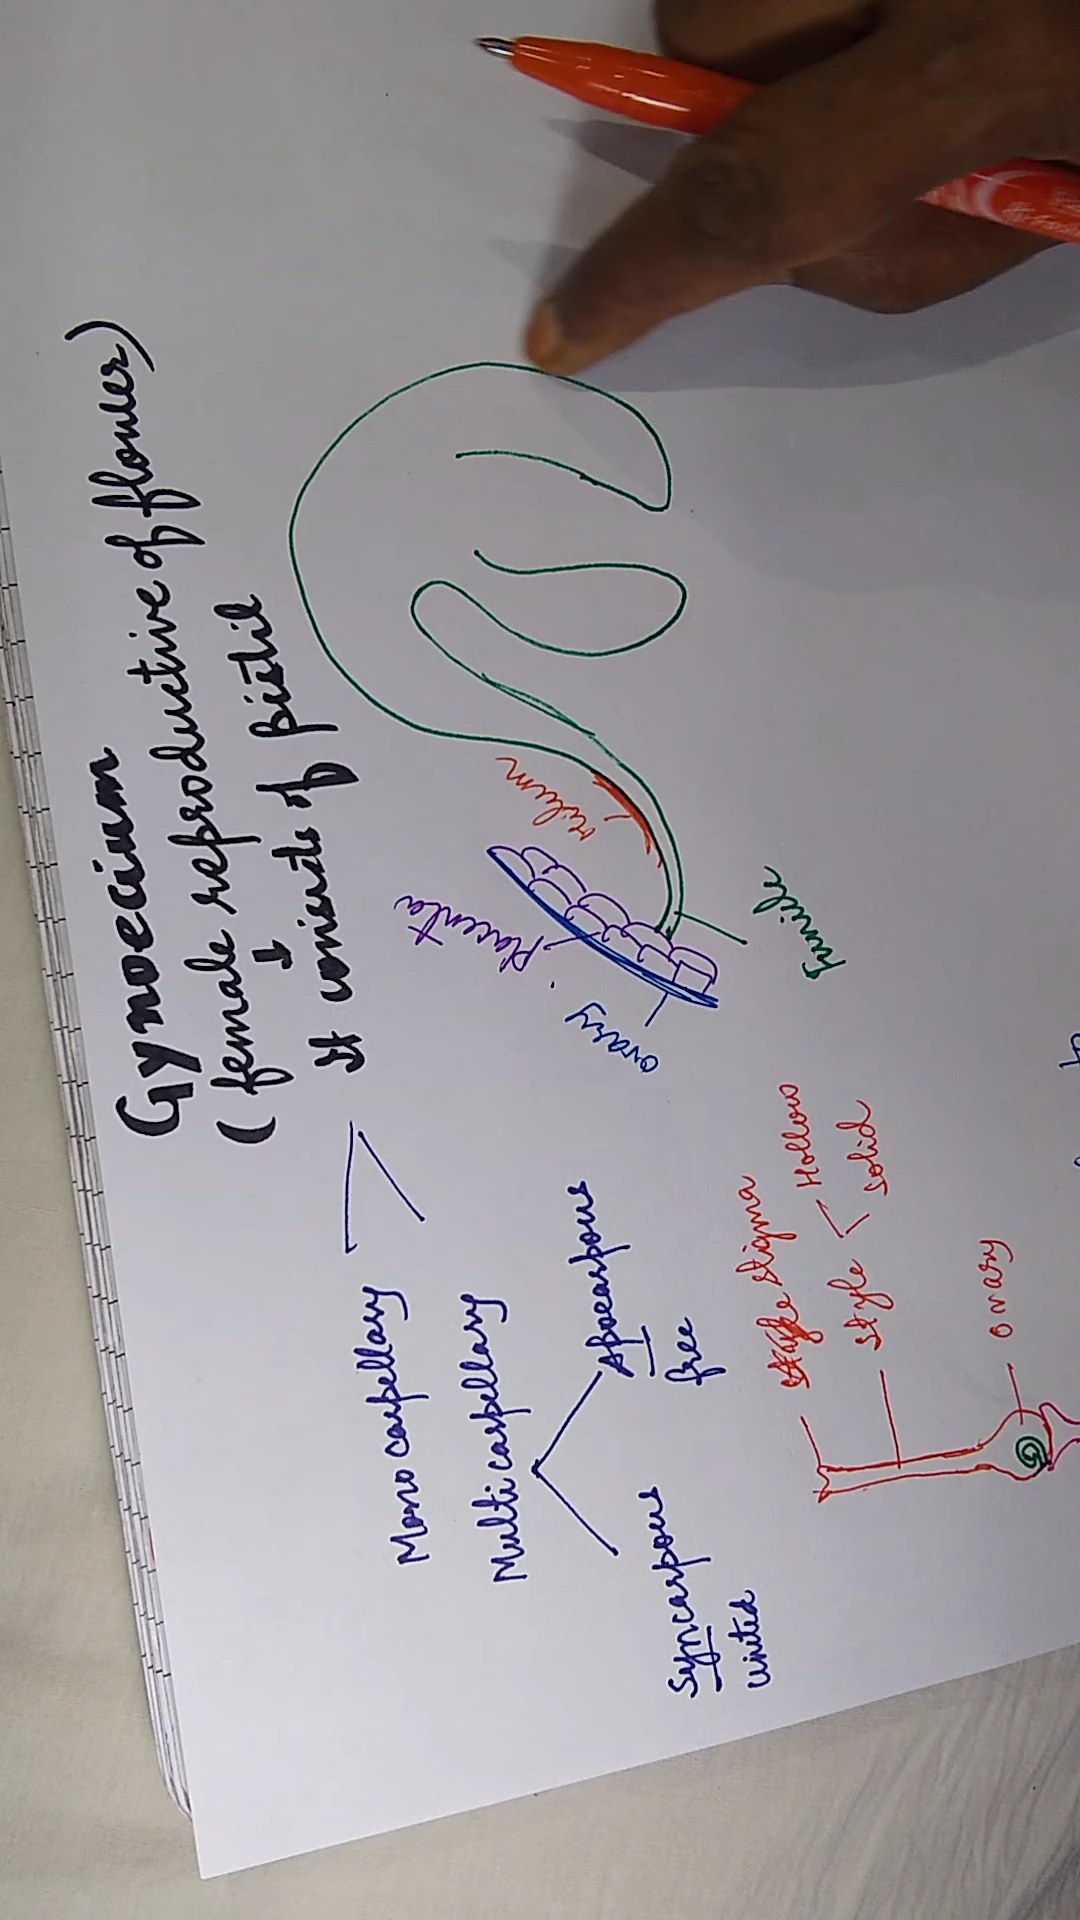 Gynoecium
( female reproductive of flower)
It consists of pistil
Mono carpellary
Multi carpellary
Syncarpous
United
Apocarpous
free
ovary
Placenta
Funicle
stigma
style
Hollow
Solid
Ovary